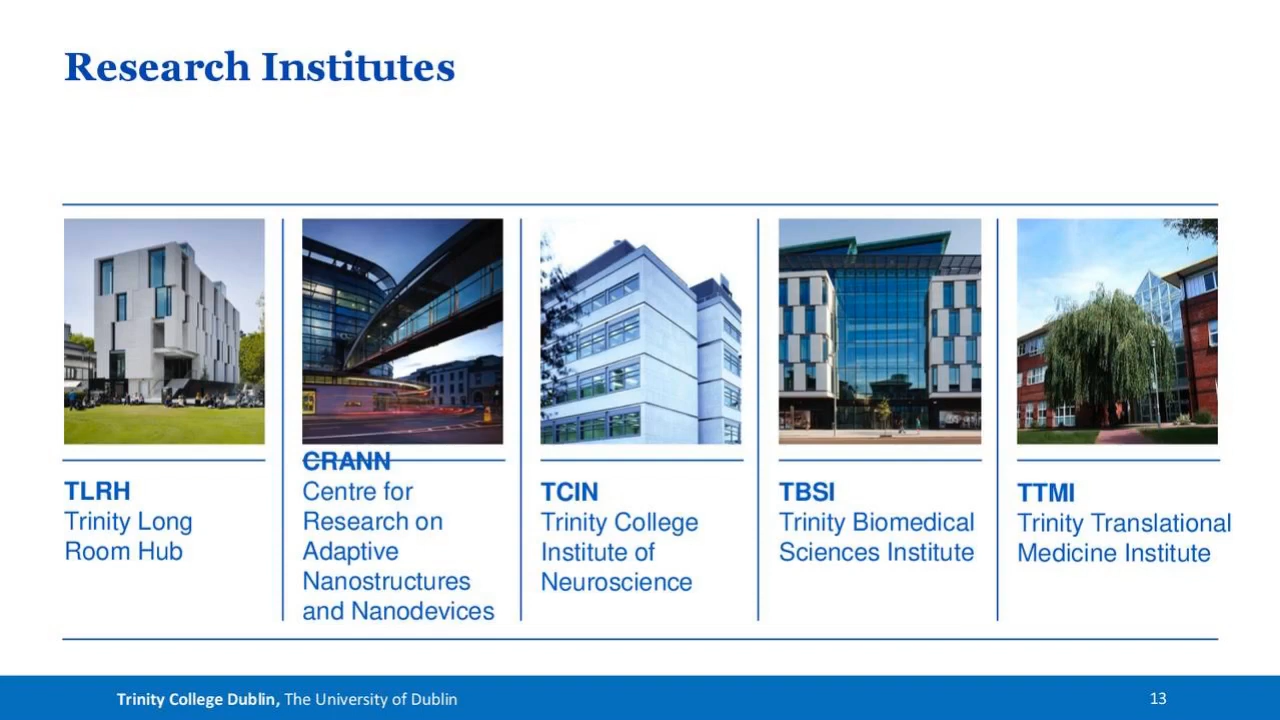 Research Institutes
TLRH
Trinity Long
Room Hub
CRANN
Centre for
Research on
Adaptive
Nanostructures
and Nanodevices
TCIN
Trinity College
Institute of
Neuroscience
TBSI
Trinity Biomedical
Sciences Institute
TTMI
Trinity Translational
Medicine Institute
Trinity College Dublin, The University of Dublin
13